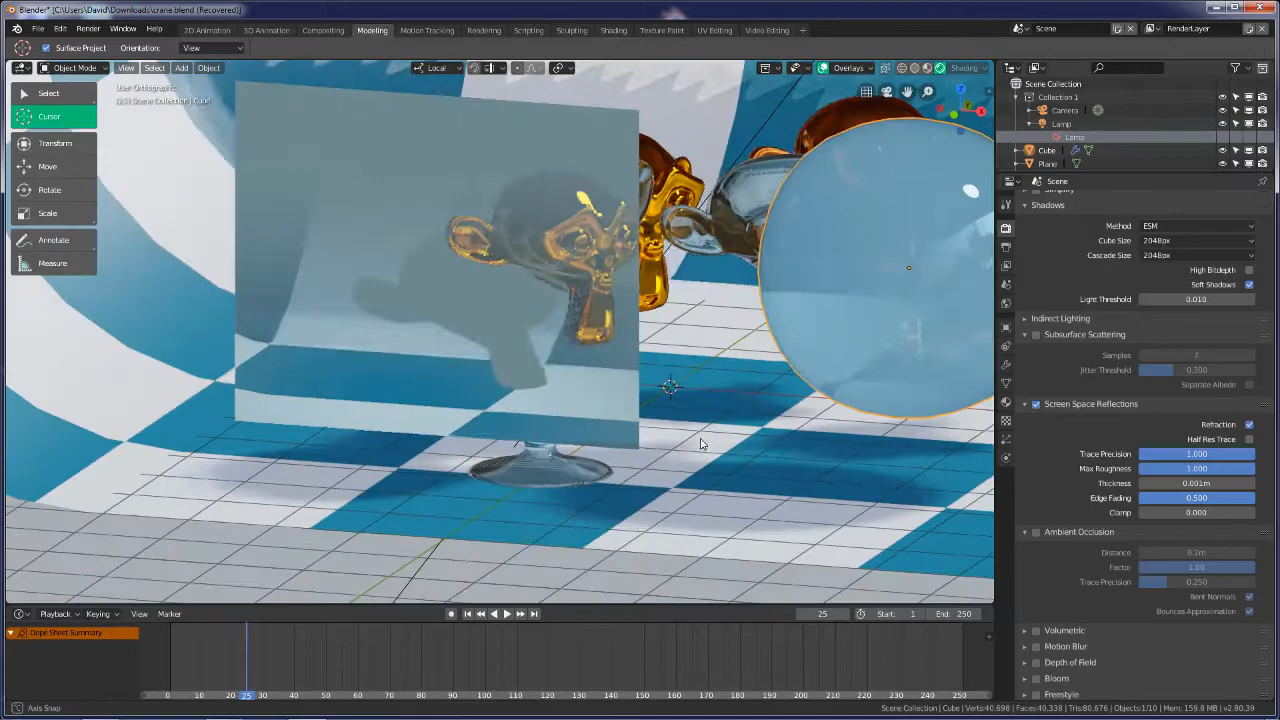 Blender* [C:\Users\David\Downloads\crane.blend (Recovered)]
File Edit Render Window Help 2D Animation 3D Animation Compositing Modeling Motion Tracking Rendering Scripting Sculpting Shading Texture Paint UV Editing Video Editing + Scene RenderLayer
Surface Project Orientation: View
Object Mode View Select Add Object Local Overlays Shading
User Orthographic
(25) Scene Collection | Cube
Select
Cursor
Transform
Move
Rotate
Scale
Annotate
Measure
Z
X
Scene Collection
Collection 1
Camera
Lamp
Lamp
Cube
Plane
Scene
Simplify
Shadows
Method ESM
Cube Size 2048px
Cascade Size 2048px
High Bitdepth
Soft Shadows
Light Threshold 0.010
Indirect Lighting
Subsurface Scattering
Samples 7
Jitter Threshold 0.300
Separate Albedo
Screen Space Reflections
Refraction
Half Res Trace
Trace Precision 1.000
Max Roughness 1.000
Thickness 0.001m
Edge Fading 0.500
Clamp 0.000
Ambient Occlusion
Distance 0.2m
Factor 1.00
Trace Precision 0.250
Bent Normals
Bounces Approximation
Volumetric
Motion Blur
Depth of Field
Bloom
Freestyle
Playback Keying View Marker 25 Start: 1 End: 250
Dope Sheet Summary
0 10 20 25 30 40 50 60 70 80 90 100 110 120 130 140 150 160 170 180 190 200 210 220 230 240 250
Axis Snap
Scene Collection | Cube | Verts:40,698 | Faces:40,338 | Tris:80,676 | Objects:1/10 | Mem: 159.8 MB | v2.80.39